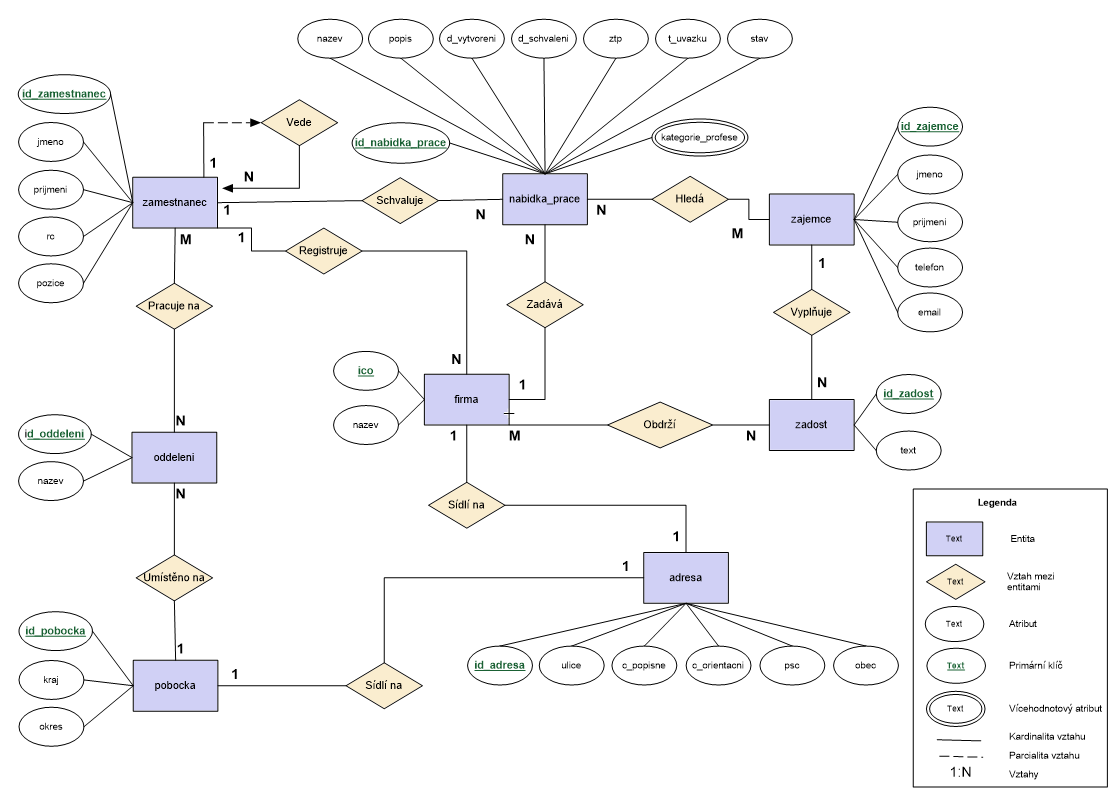 nazev
popis
d_vytvoreni
d_schvaleni
ztp
t_uvazku
stav
id_zamestnanec
jmeno
prijmeni
rc
pozice
Vede
1
N
id_nabidka_prace
kategorie_profese
id_zajemce
jmeno
prijmeni
telefon
email
zamestnanec
1
Schvaluje
N
nabidka_prace
N
Hledá
M
zajemce
M
1
Registruje
N
N
Zadává
1
1
Vyplňuje
N
Pracuje na
N
ico
nazev
firma
1
M
Obdrží
N
zadost
id_zadost
text
id_oddeleni
nazev
oddeleni
N
Sídlí na
1
adresa
1
Umístěno na
1
id_pobocka
kraj
okres
pobocka
1
Sídlí na
id_adresa
ulice
c_popisne
c_orientacni
psc
obec
Legenda
Text
Entita
Text
Vztah mezi
entitami
Text
Atribut
Text
Primární klíč
Text
Vícehodnotový atribut
Kardinalita vztahu
Parcialita vztahu
1:N
Vztahy